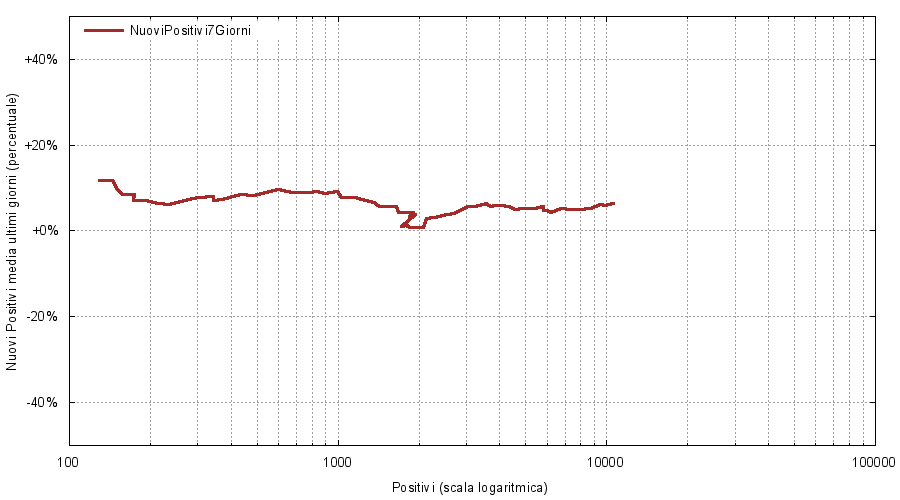 NuoviPositivi7Giorni
+40%
+20%
+0%
-20%
-40%
Nuovi Positivi media ultimi giorni (percentuale)
100 1000 10000 100000
Positivi (scala logaritmica)